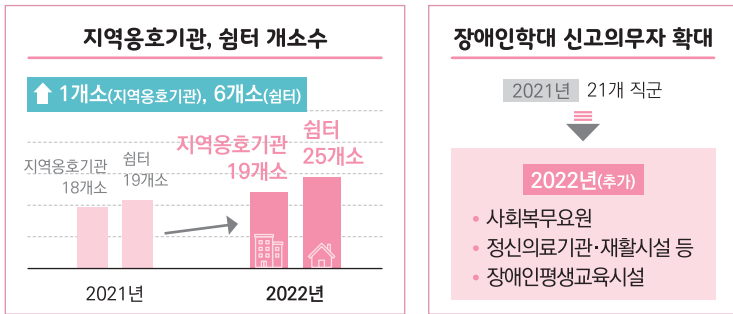 지역옹호기관, 쉼터 개소수
1개소(지역옹호기관), 6개소(쉼터)
지역옹호기관
18개소
쉼터
19개소
지역옹호기관
19개소
쉼터
25개소
2021년
2022년
장애인학대 신고의무자 확대
2021년 21개 직군
2022년(추가)
• 사회복무요원
• 정신의료기관·재활시설 등
• 장애인평생교육시설